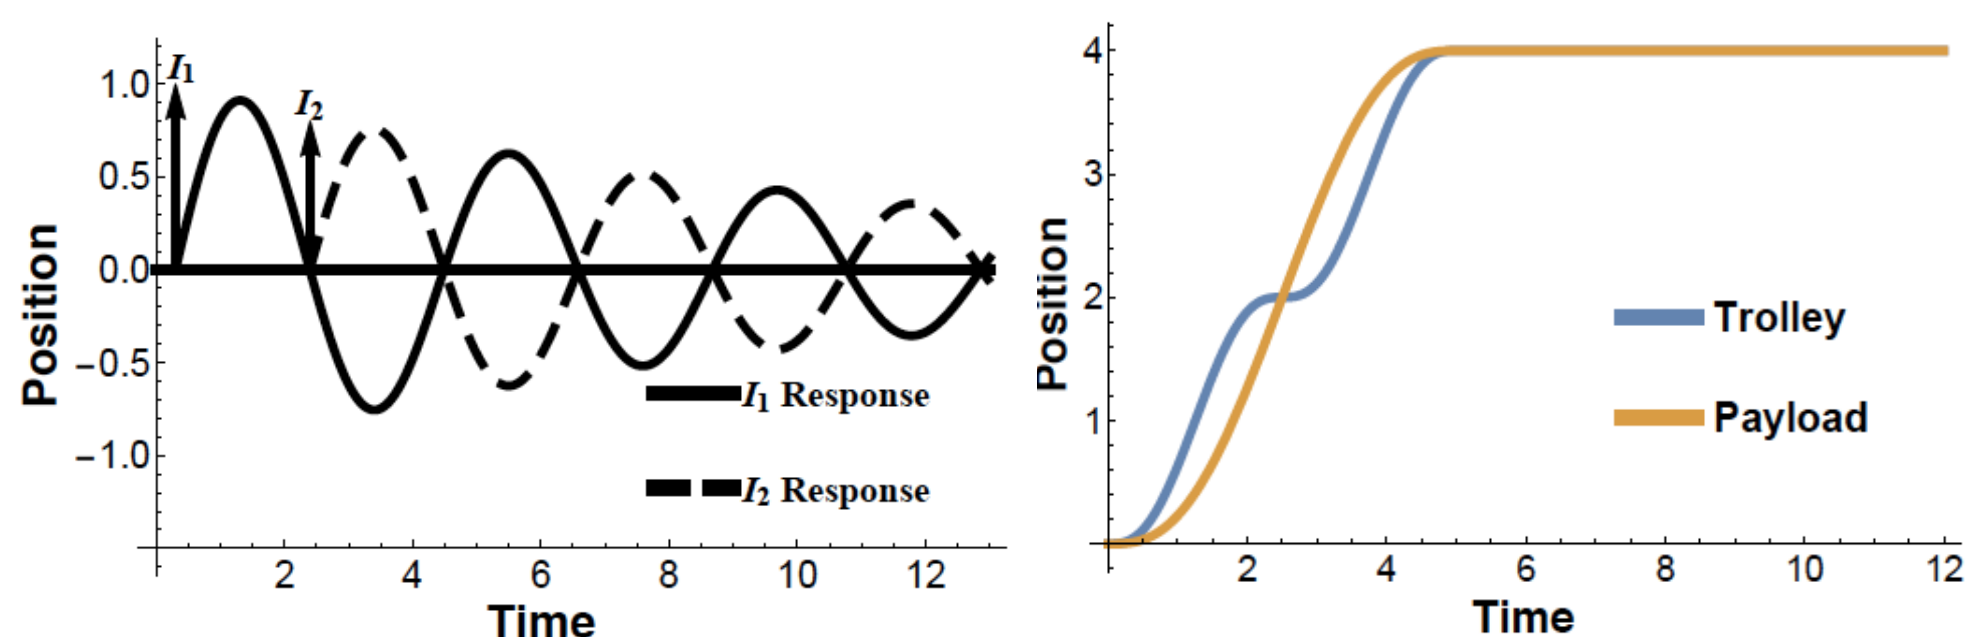 I1
I2
1.0
0.5
0.0
−0.5
−1.0
Position
I1 Response
I2 Response
2 4 6 8 10 12
Time
4
3
2
1
Position
Trolley
Payload
2 4 6 8 10 12
Time